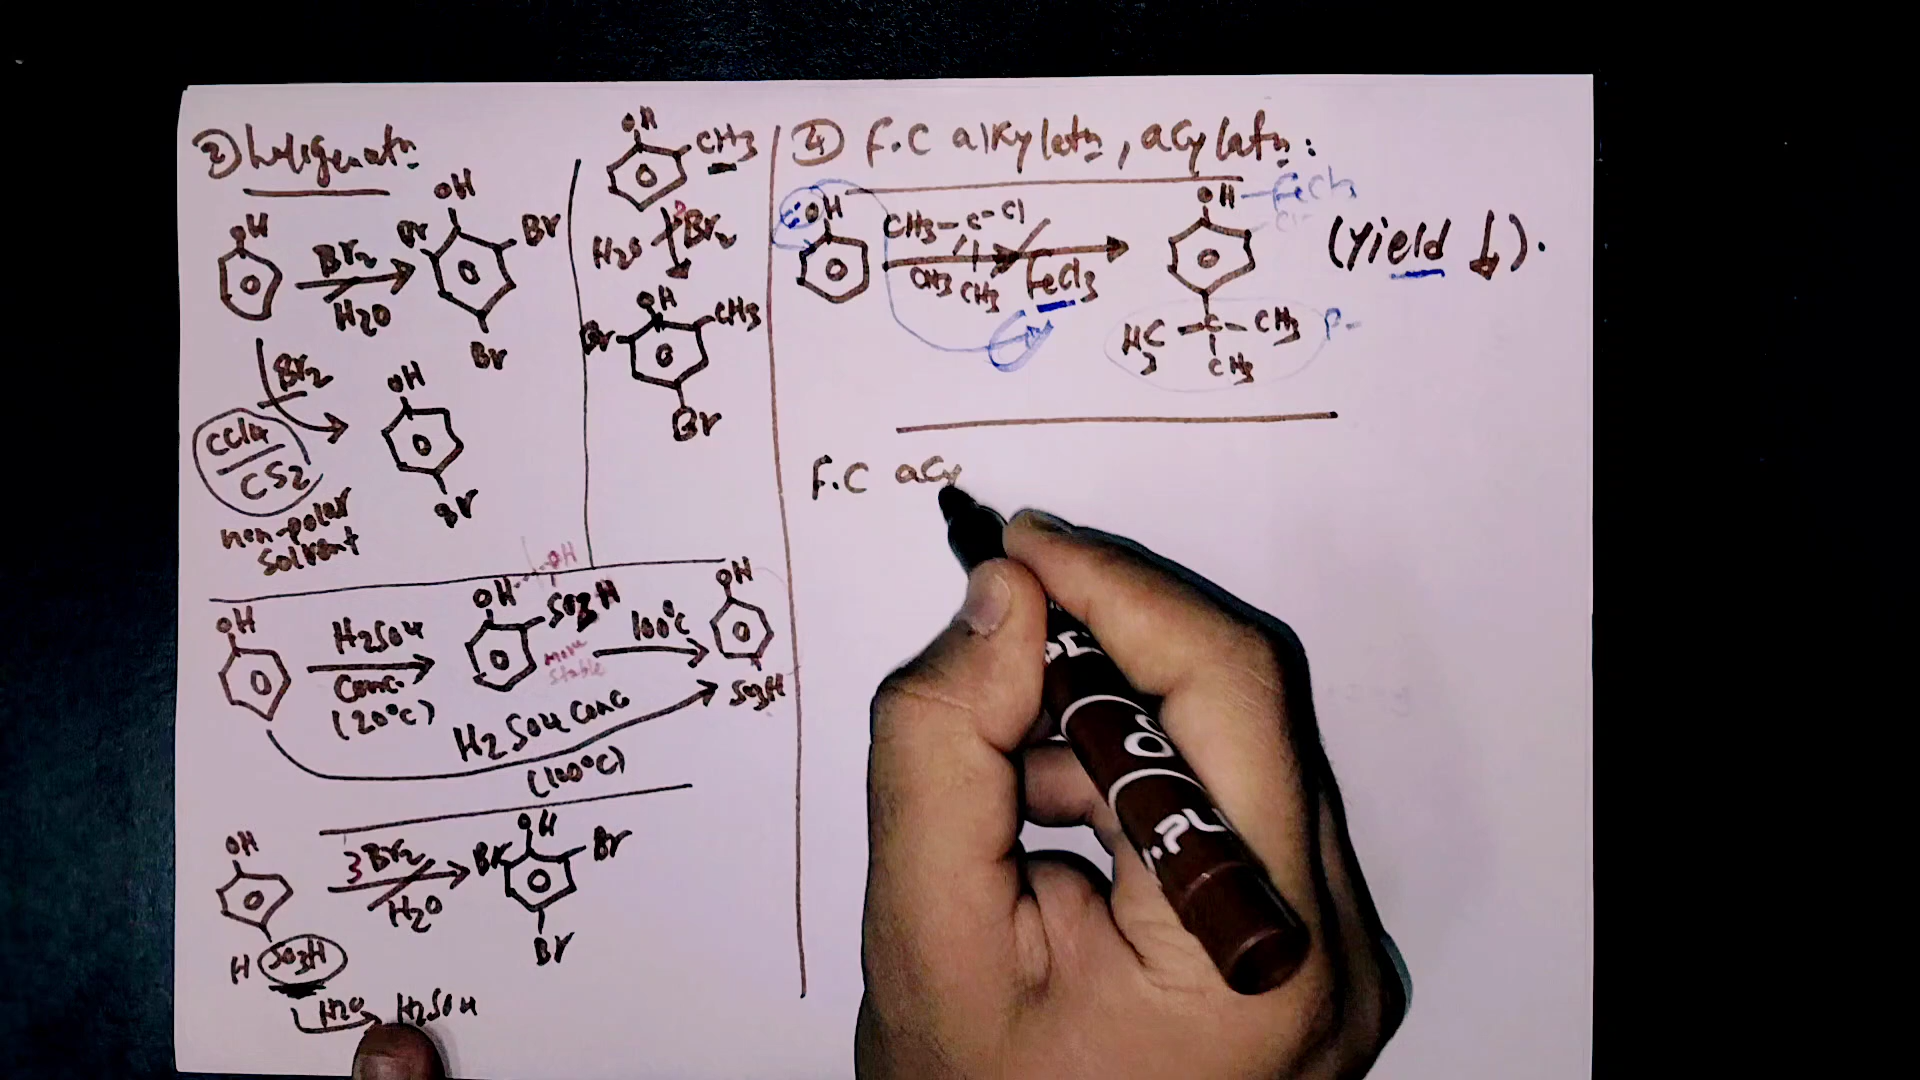 2) halogenatn
OH
Br2
H2O
OH
Br
Br
Br
Br2
CCl4
CS2
non-polar
solvent
OH
Br
OH
CH3
H2O
Br2
OH
Br
CH3
Br
OH
H2SO4
Conc.
(20°C)
OH
OH
SO3H
more
stable
100°C
OH
SO3H
H2SO4 Conc
(100°C)
OH
H
SO3H
3Br2
H2O
OH
Br
Br
Br
H2O
H2SO4
4) F.C alkylatn, acylatn:
OH
CH3-C-Cl
CH3
CH3
FeCl3
OH
H3C
C
CH3
CH3
P-
(Yield ↓).
F.C acy